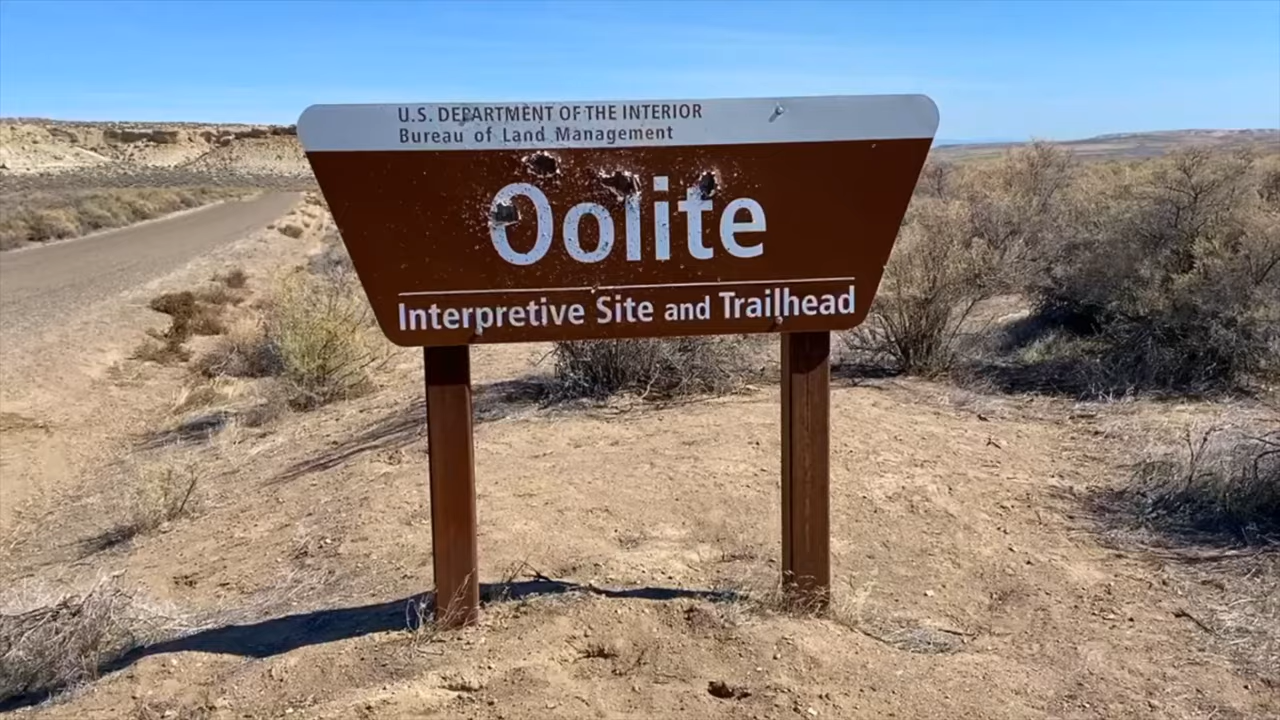 U.S. DEPARTMENT OF THE INTERIOR
Bureau of Land Management
Oolite
Interpretive Site and Trailhead